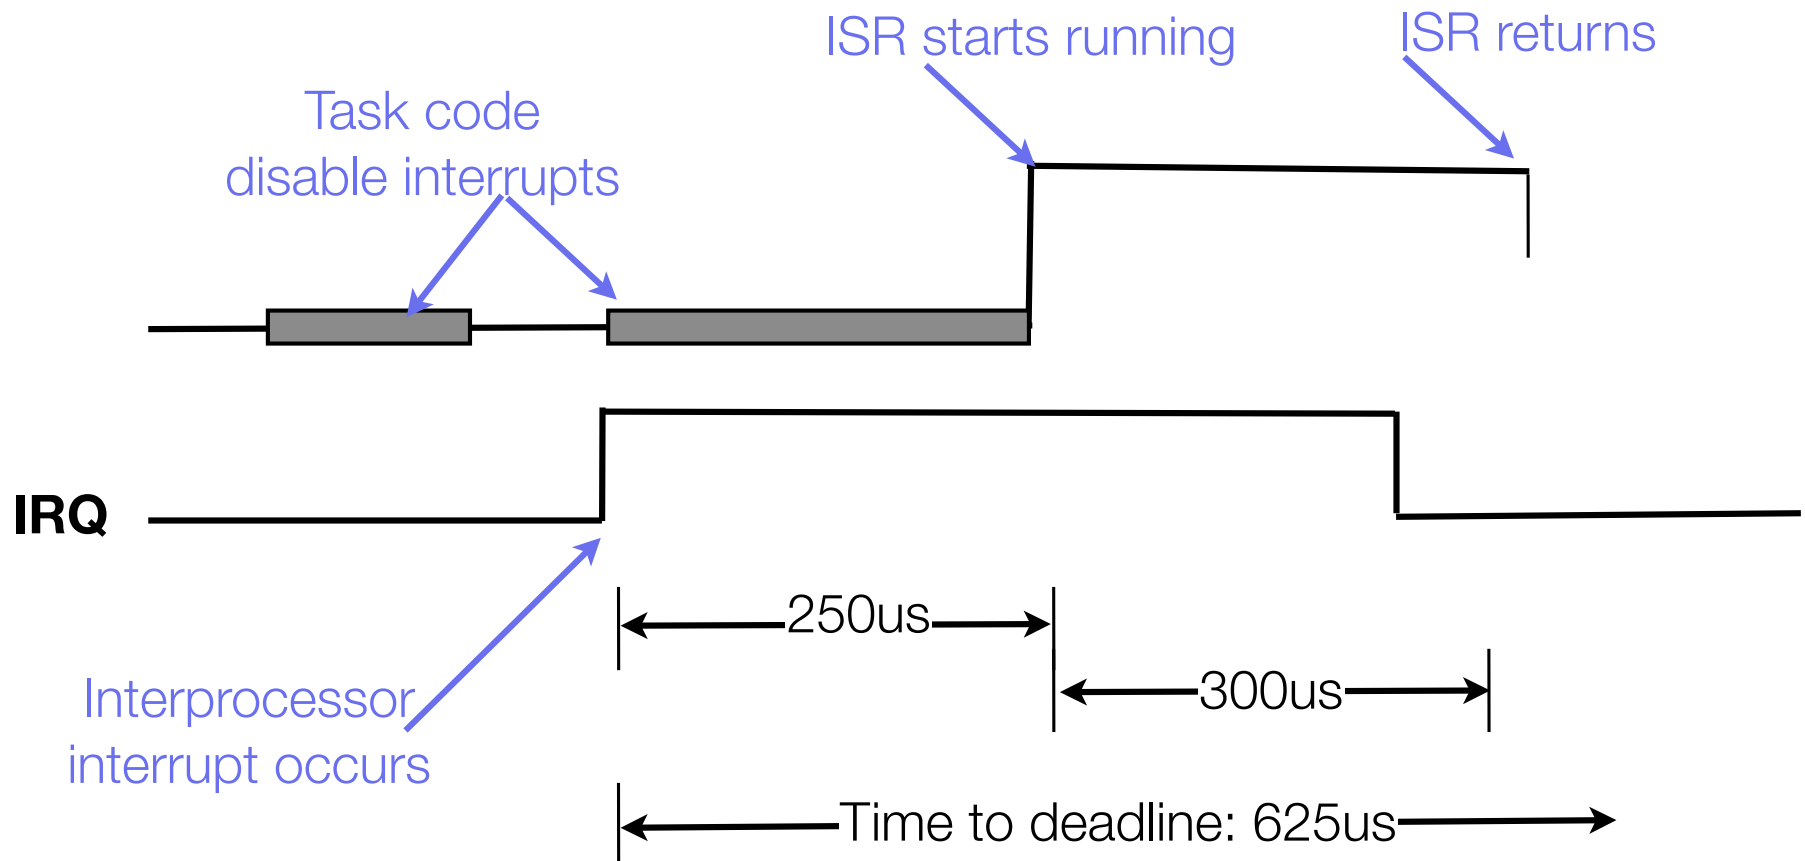 ISR starts running
ISR returns
Task code
disable interrupts
IRQ
250us
300us
Interprocessor
interrupt occurs
Time to deadline: 625us